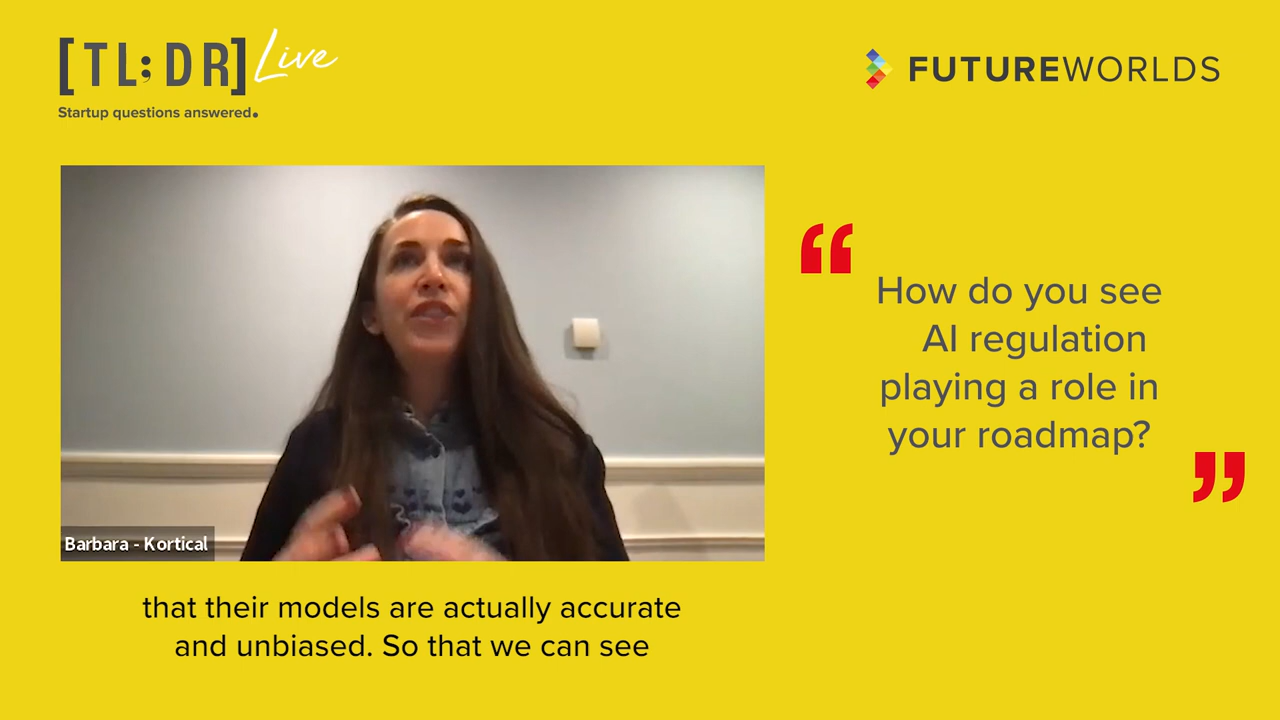 [TL;DR] Live
Startup questions answered.
FUTUREWORLDS
“
How do you see
AI regulation
playing a role in
your roadmap?
”
Barbara - Kortical
that their models are actually accurate
and unbiased. So that we can see